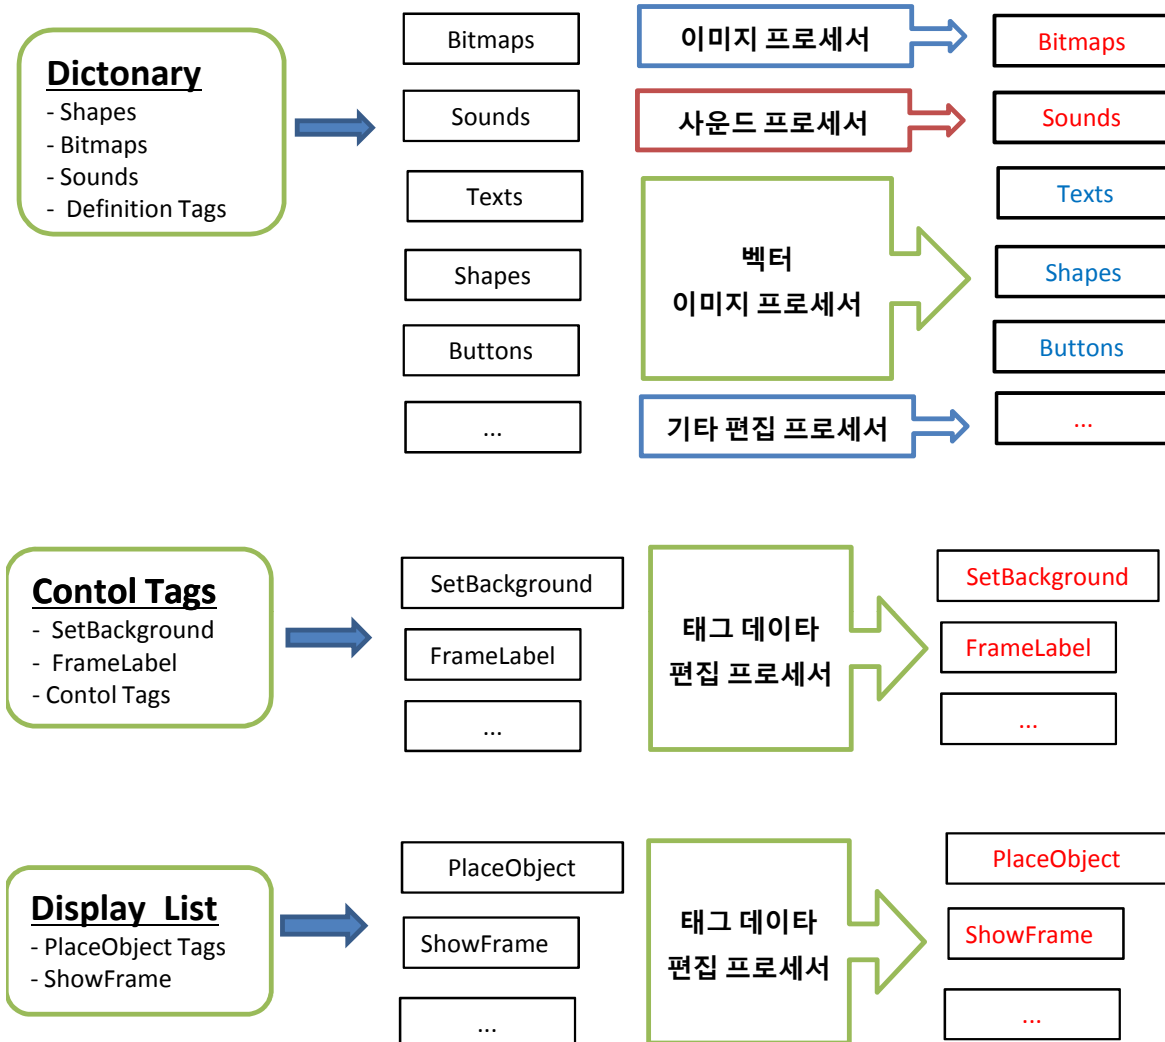 Dictonary
- Shapes
- Bitmaps
- Sounds
- Definition Tags
Bitmaps
Sounds
Texts
Shapes
Buttons
...
이미지 프로세서
사운드 프로세서
벡터
이미지 프로세서
기타 편집 프로세서
Bitmaps
Sounds
Texts
Shapes
Buttons
...
Contol Tags
- SetBackground
- FrameLabel
- Contol Tags
SetBackground
FrameLabel
...
태그 데이타
편집 프로세서
SetBackground
FrameLabel
...
Display List
- PlaceObject Tags
- ShowFrame
PlaceObject
ShowFrame
...
태그 데이타
편집 프로세서
PlaceObject
ShowFrame
...